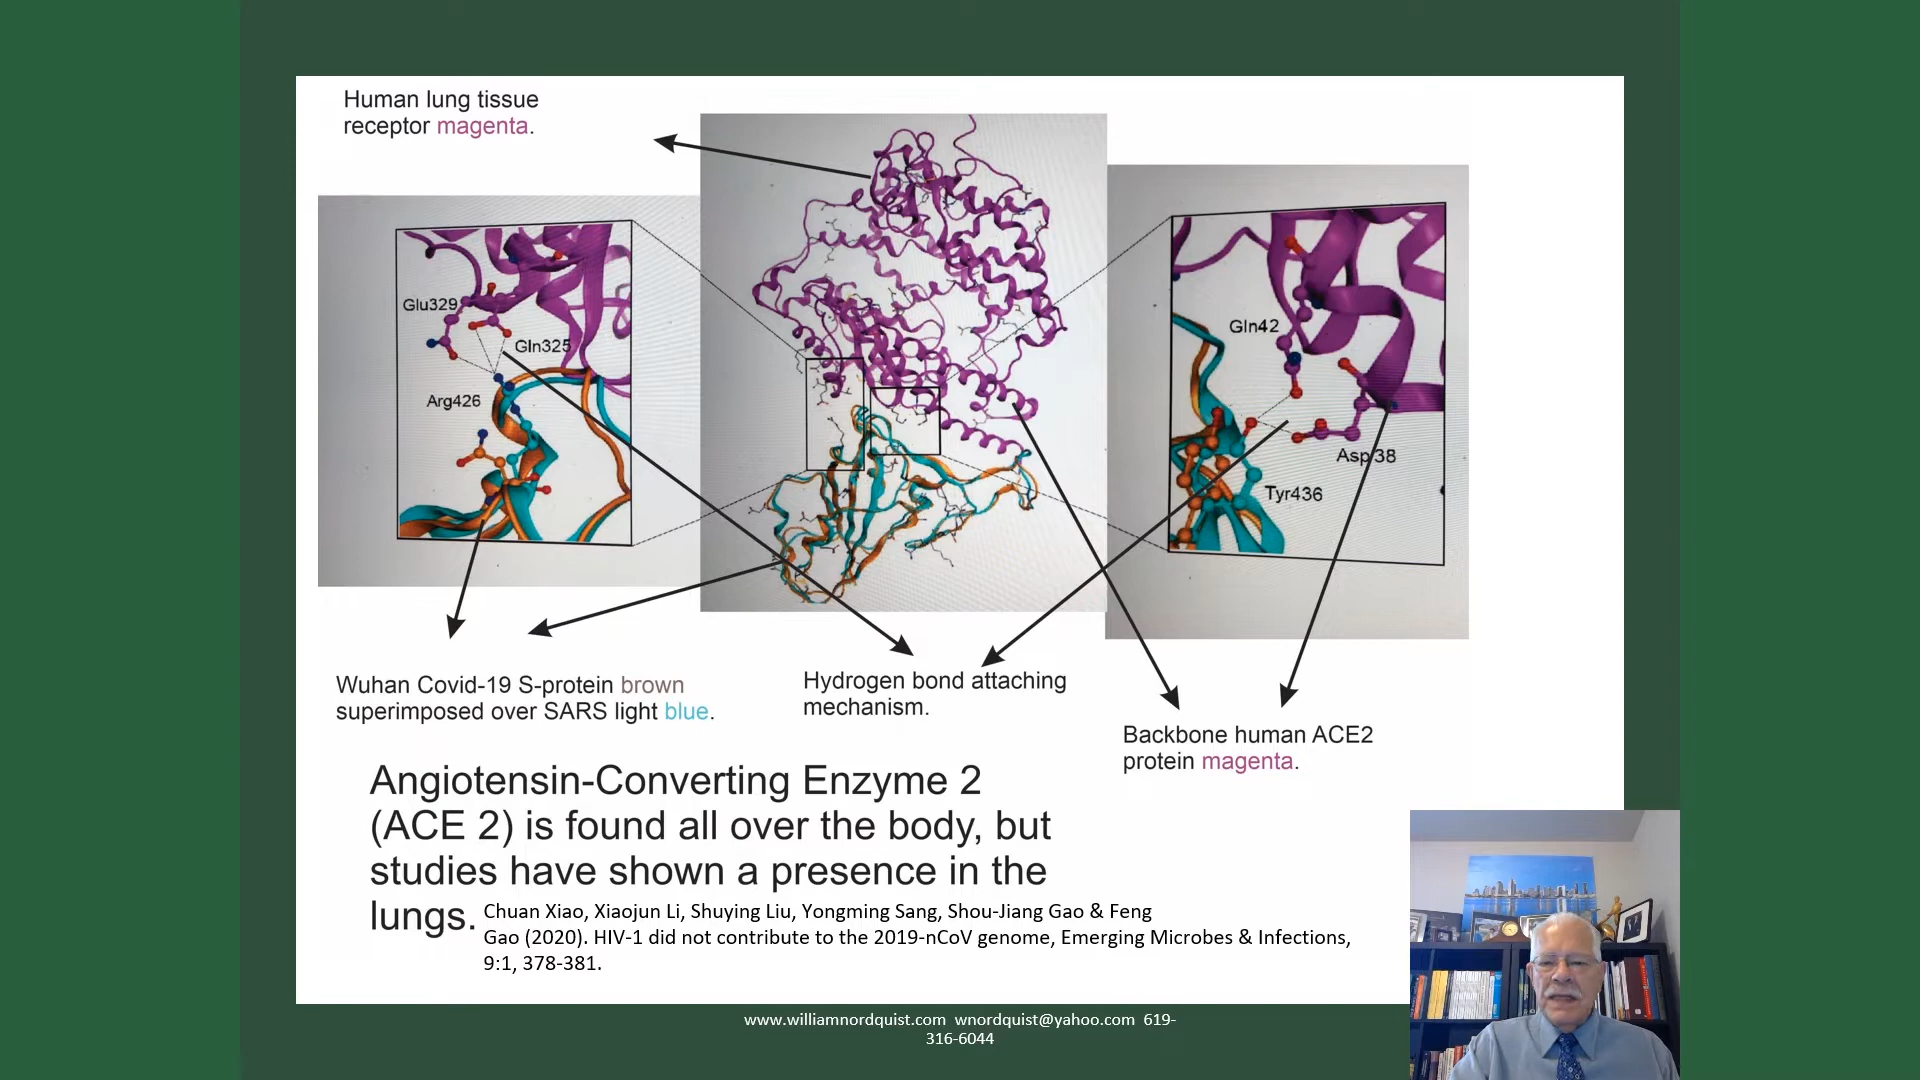 Human lung tissue
receptor magenta.
Glu329
Gln325
Arg426
Gln42
Asp38
Tyr436
Wuhan Covid-19 S-protein brown
superimposed over SARS light blue.
Hydrogen bond attaching
mechanism.
Backbone human ACE2
protein magenta.
Angiotensin-Converting Enzyme 2
(ACE 2) is found all over the body, but
studies have shown a presence in the
lungs.
Chuan Xiao, Xiaojun Li, Shuying Liu, Yongming Sang, Shou-Jiang Gao & Feng
Gao (2020). HIV-1 did not contribute to the 2019-nCoV genome, Emerging Microbes & Infections,
9:1, 378-381.
www.williamnordquist.com wnordquist@yahoo.com 619-
316-6044